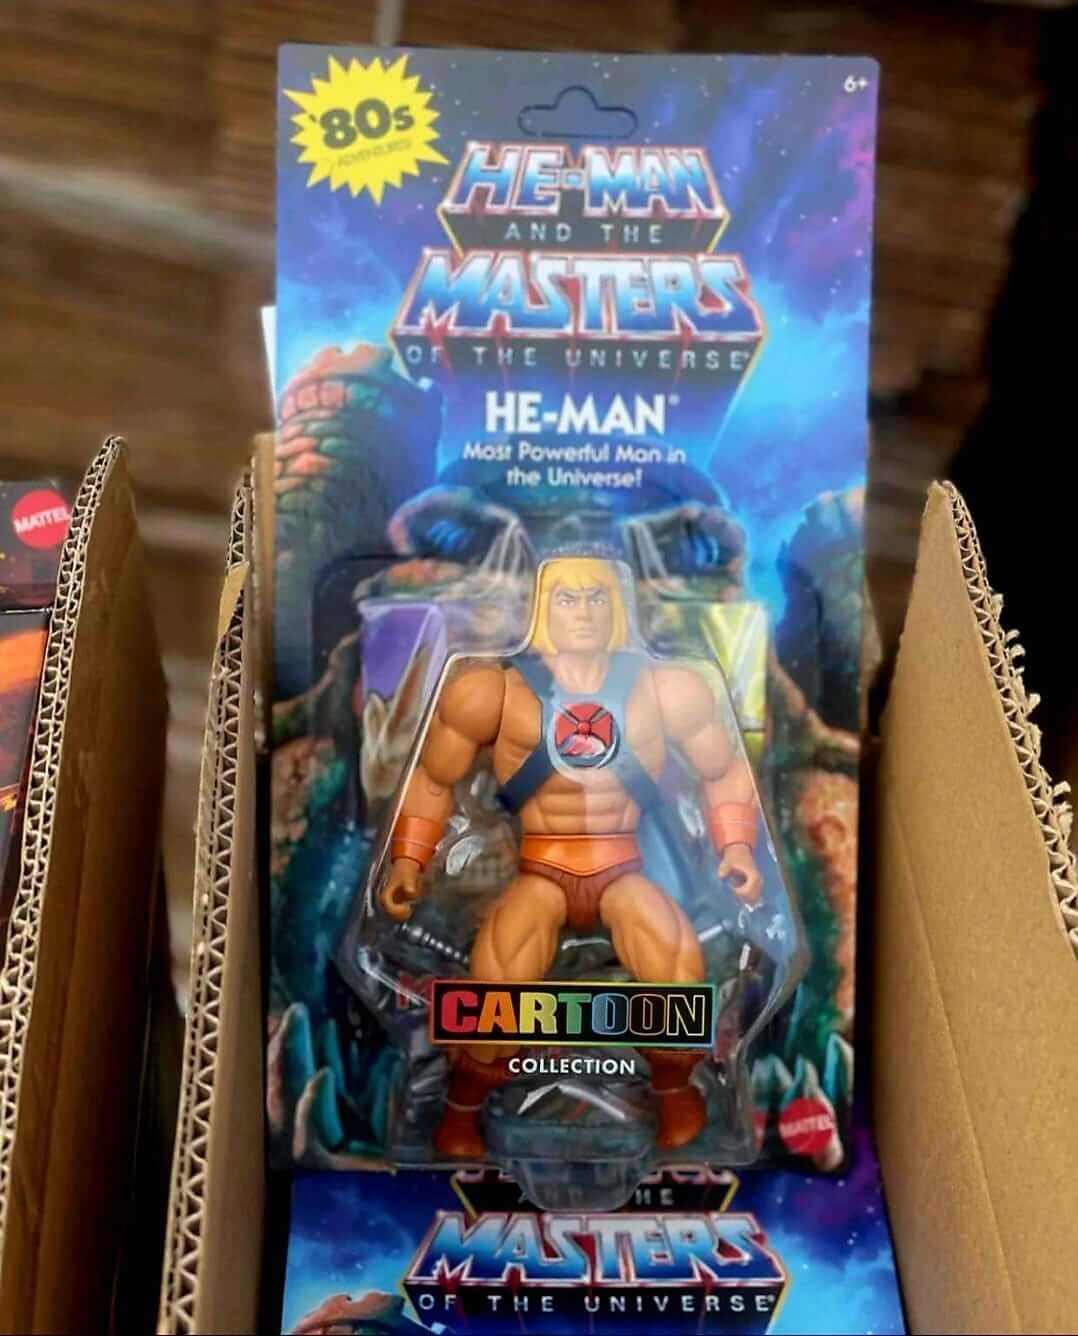 '80s
ADVENTURES!
6+
HE-MAN
AND THE
MASTERS
OF THE UNIVERSE®
HE-MAN®
Most Powerful Man in
the Universe!
MATTEL
CARTOON
COLLECTION
MATTEL
MASTERS
OF THE UNIVERSE®